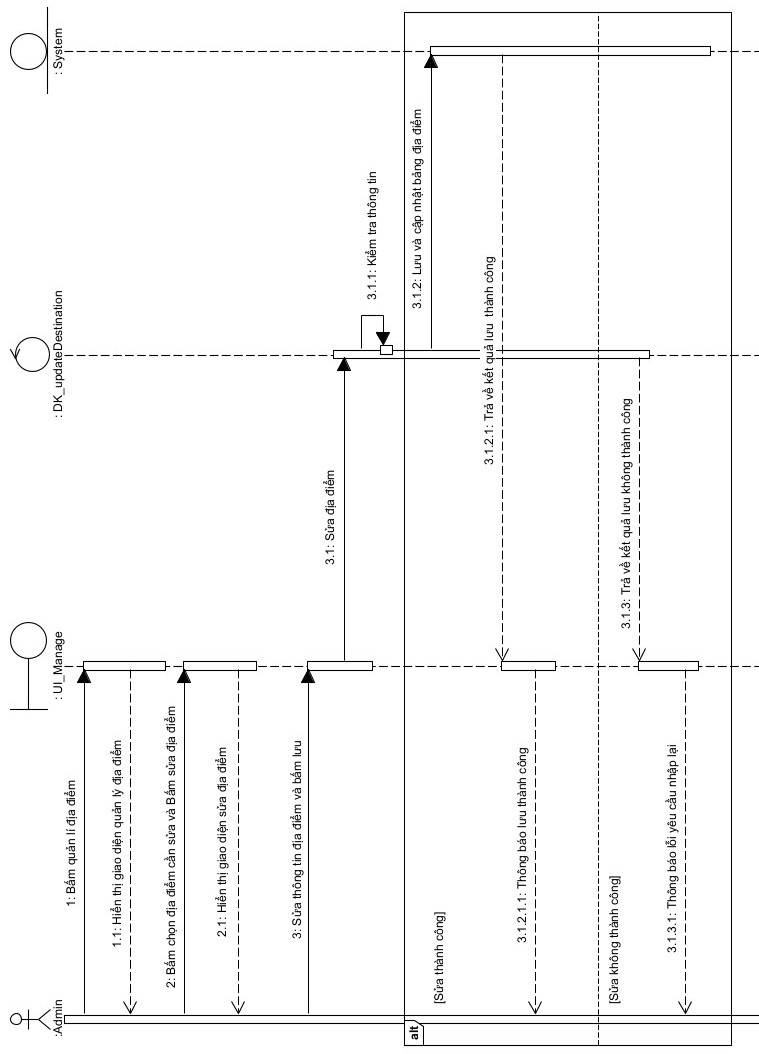 :Admin
: UI_Manage
: DK_updateDestination
: System
1: Bấm quản lí địa điểm
1.1: Hiển thị giao diện quản lý địa điểm
2: Bấm chọn địa điểm cần sửa và Bấm sửa địa điểm
2.1: Hiển thị giao diện sửa địa điểm
3: Sửa thông tin địa điểm và bấm lưu
3.1: Sửa địa điểm
3.1.1: Kiểm tra thông tin
alt
[Sửa thành công]
3.1.2: Lưu và cập nhật bảng địa điểm
3.1.2.1: Trả về kết quả lưu thành công
3.1.2.1.1: Thông báo lưu thành công
[Sửa không thành công]
3.1.3: Trả về kết quả lưu không thành công
3.1.3.1: Thông báo lỗi yêu cầu nhập lại